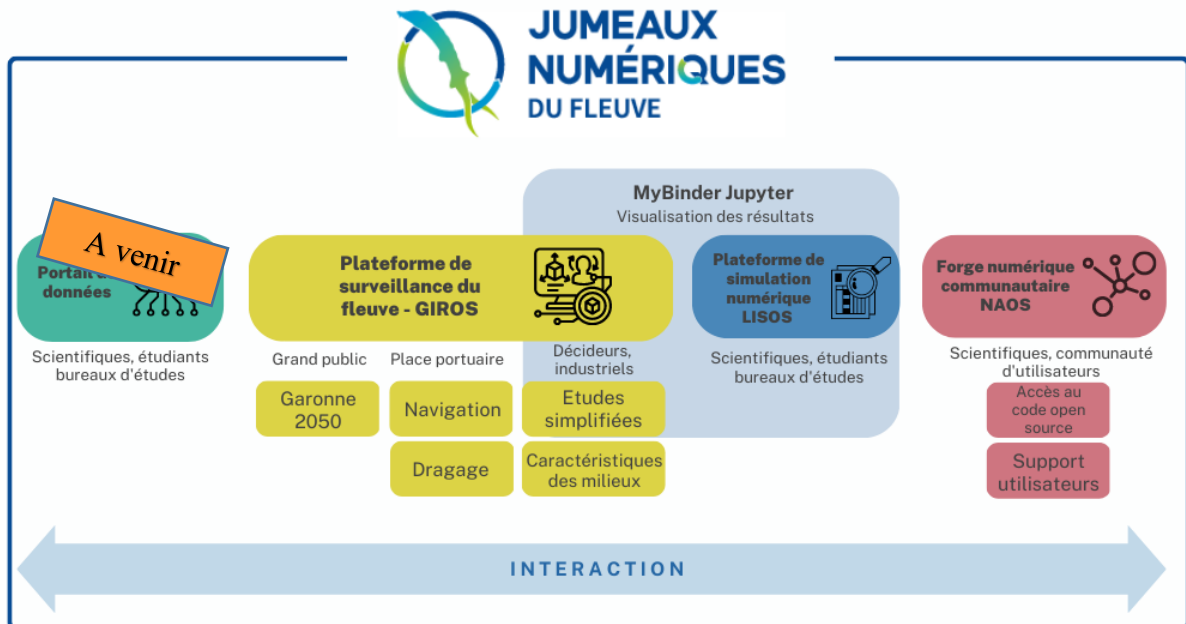 JUMEAUX
NUMÉRIQUES
DU FLEUVE
MyBinder Jupyter
Visualisation des résultats
A venir
Portail
données
Scientifiques, étudiants
bureaux d'études
Plateforme de
surveillance du
fleuve - GIROS
Grand public
Garonne
2050
Place portuaire
Navigation
Dragage
Décideurs,
industriels
Etudes
simplifiées
Caractéristiques
des milieux
Plateforme de
simulation
numérique
LISOS
Scientifiques, étudiants
bureaux d'études
Forge numérique
communautaire
NAOS
Scientifiques, communauté
d'utilisateurs
Accès au
code open
source
Support
utilisateurs
INTERACTION